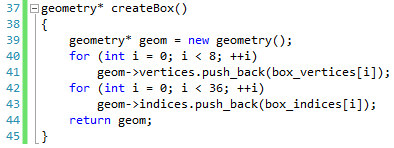 37 geometry* createBox()
38 {
39     geometry* geom = new geometry();
40     for (int i = 0; i < 8; ++i)
41         geom->vertices.push_back(box_vertices[i]);
42     for (int i = 0; i < 36; ++i)
43         geom->indices.push_back(box_indices[i]);
44     return geom;
45 }